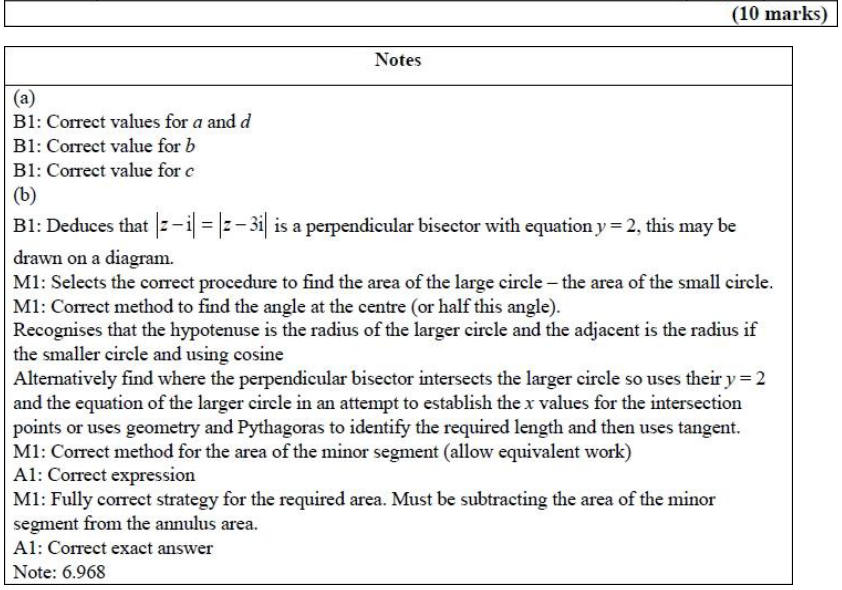 (10 marks)
Notes
(a)
B1: Correct values for a and d
B1: Correct value for b
B1: Correct value for c
(b)
B1: Deduces that |z − i| = |z − 3i| is a perpendicular bisector with equation y = 2, this may be
drawn on a diagram.
M1: Selects the correct procedure to find the area of the large circle – the area of the small circle.
M1: Correct method to find the angle at the centre (or half this angle).
Recognises that the hypotenuse is the radius of the larger circle and the adjacent is the radius if
the smaller circle and using cosine
Alternatively find where the perpendicular bisector intersects the larger circle so uses their y = 2
and the equation of the larger circle in an attempt to establish the x values for the intersection
points or uses geometry and Pythagoras to identify the required length and then uses tangent.
M1: Correct method for the area of the minor segment (allow equivalent work)
A1: Correct expression
M1: Fully correct strategy for the required area. Must be subtracting the area of the minor
segment from the annulus area.
A1: Correct exact answer
Note: 6.968